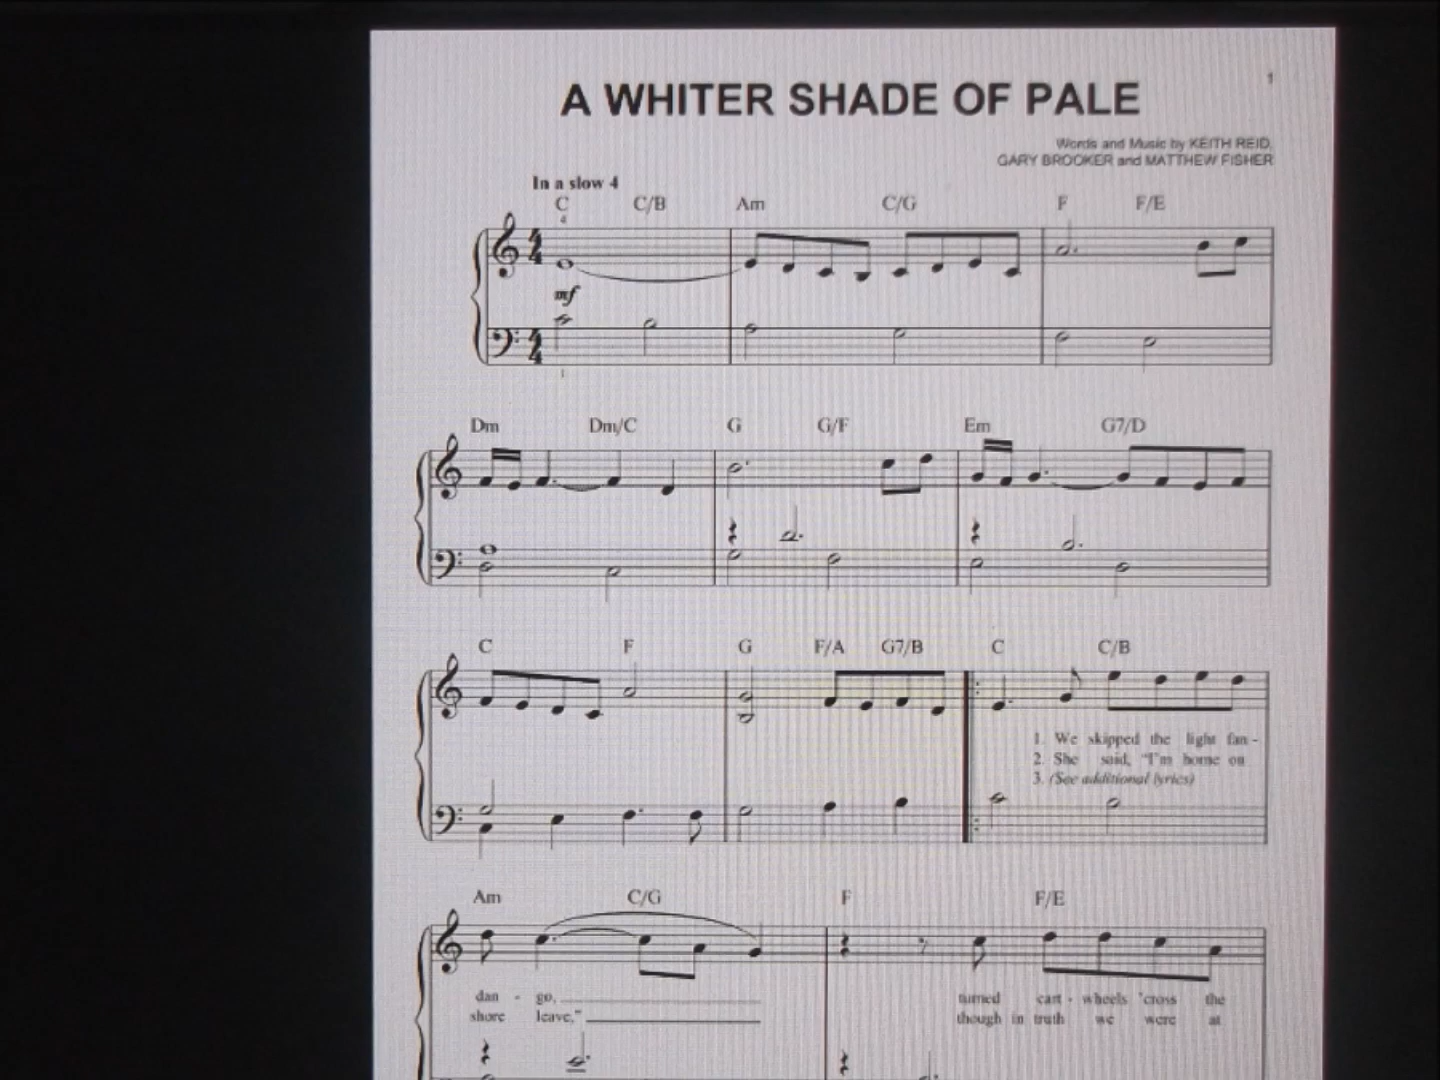 1
A WHITER SHADE OF PALE
Words and Music by KEITH REID,
GARY BROOKER and MATTHEW FISHER
In a slow 4
C C/B Am C/G F F/E
4
mf
1
Dm Dm/C G G/F Em G7/D
C F G F/A G7/B C C/B
1. We skipped the light fan -
2. She said, "I'm home on
3. (See additional lyrics)
Am C/G F F/E
dan - go, turned cart - wheels 'cross the
shore leave," though in truth we were at